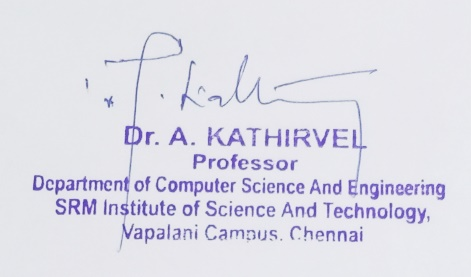 Dr. A. KATHIRVEL
Professor
Department of Computer Science And Engineering
SRM Institute of Science And Technology,
Vapalani Campus. Chennai